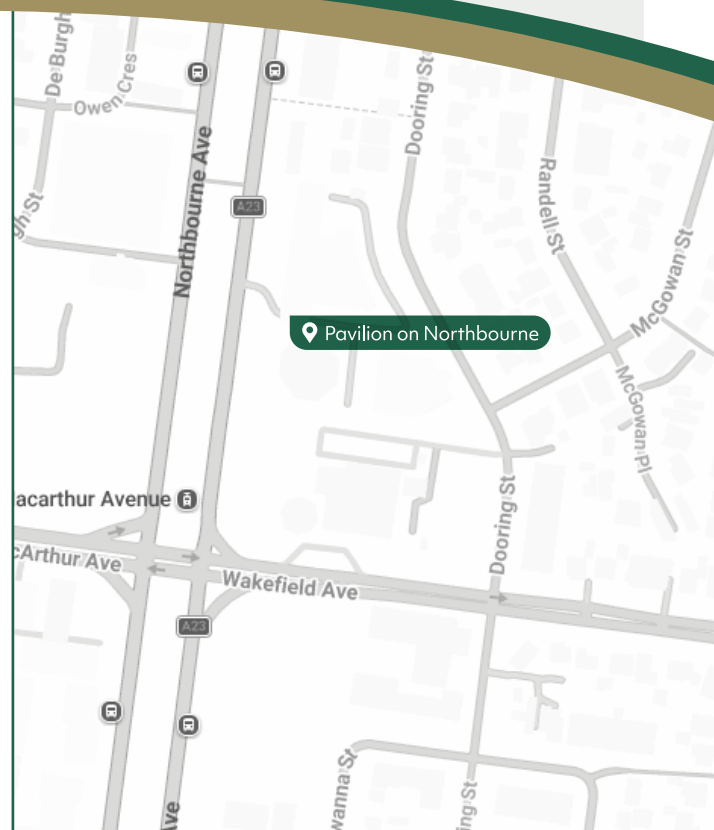 De Burgh
Owen Cres
Dooring St
Northbourne Ave
Randell St
A23
gh St
McGowan St
Pavilion on Northbourne
McGowan Pl
acarthur Avenue
Dooring St
cArthur Ave
Wakefield Ave
A23
wanna St
ing St
Ave